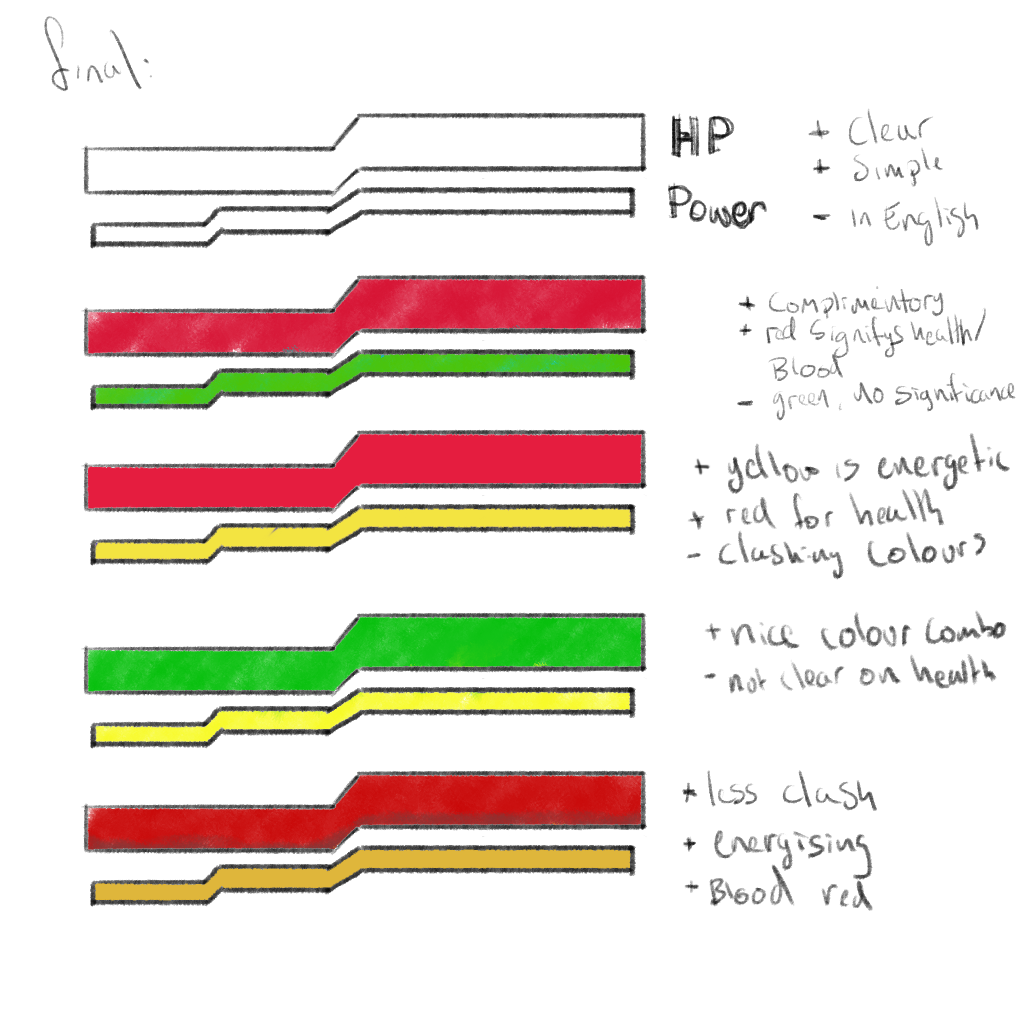 final:
HP
Power
+ Clear
+ Simple
- in English
+ Complimentory
+ red signifys health/
Blood
- green, no significance
+ yellow is energetic
+ red for health
- clashing colours
+ nice colour combo
- not clear on health
+ less clash
+ energising
+ Blood red